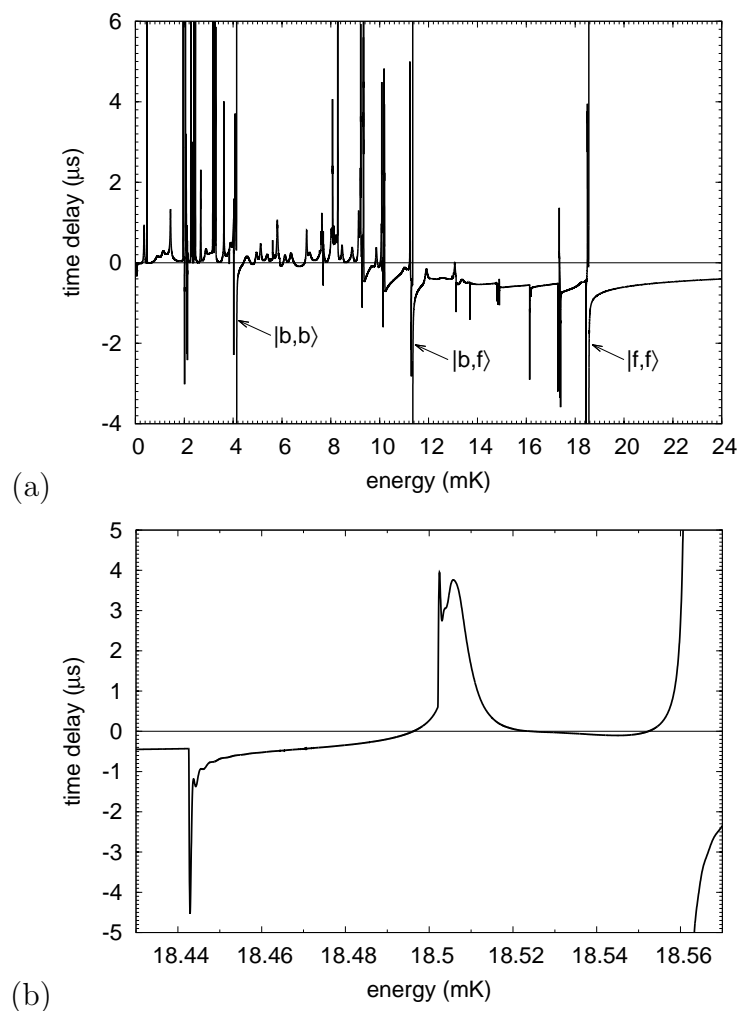 6
4
2
0
-2
-4
time delay (µs)
|b,b⟩
|b,f⟩
|f,f⟩
0 2 4 6 8 10 12 14 16 18 20 22 24
energy (mK)
(a)
5
4
3
2
1
0
-1
-2
-3
-4
-5
time delay (µs)
18.44 18.46 18.48 18.5 18.52 18.54 18.56
energy (mK)
(b)